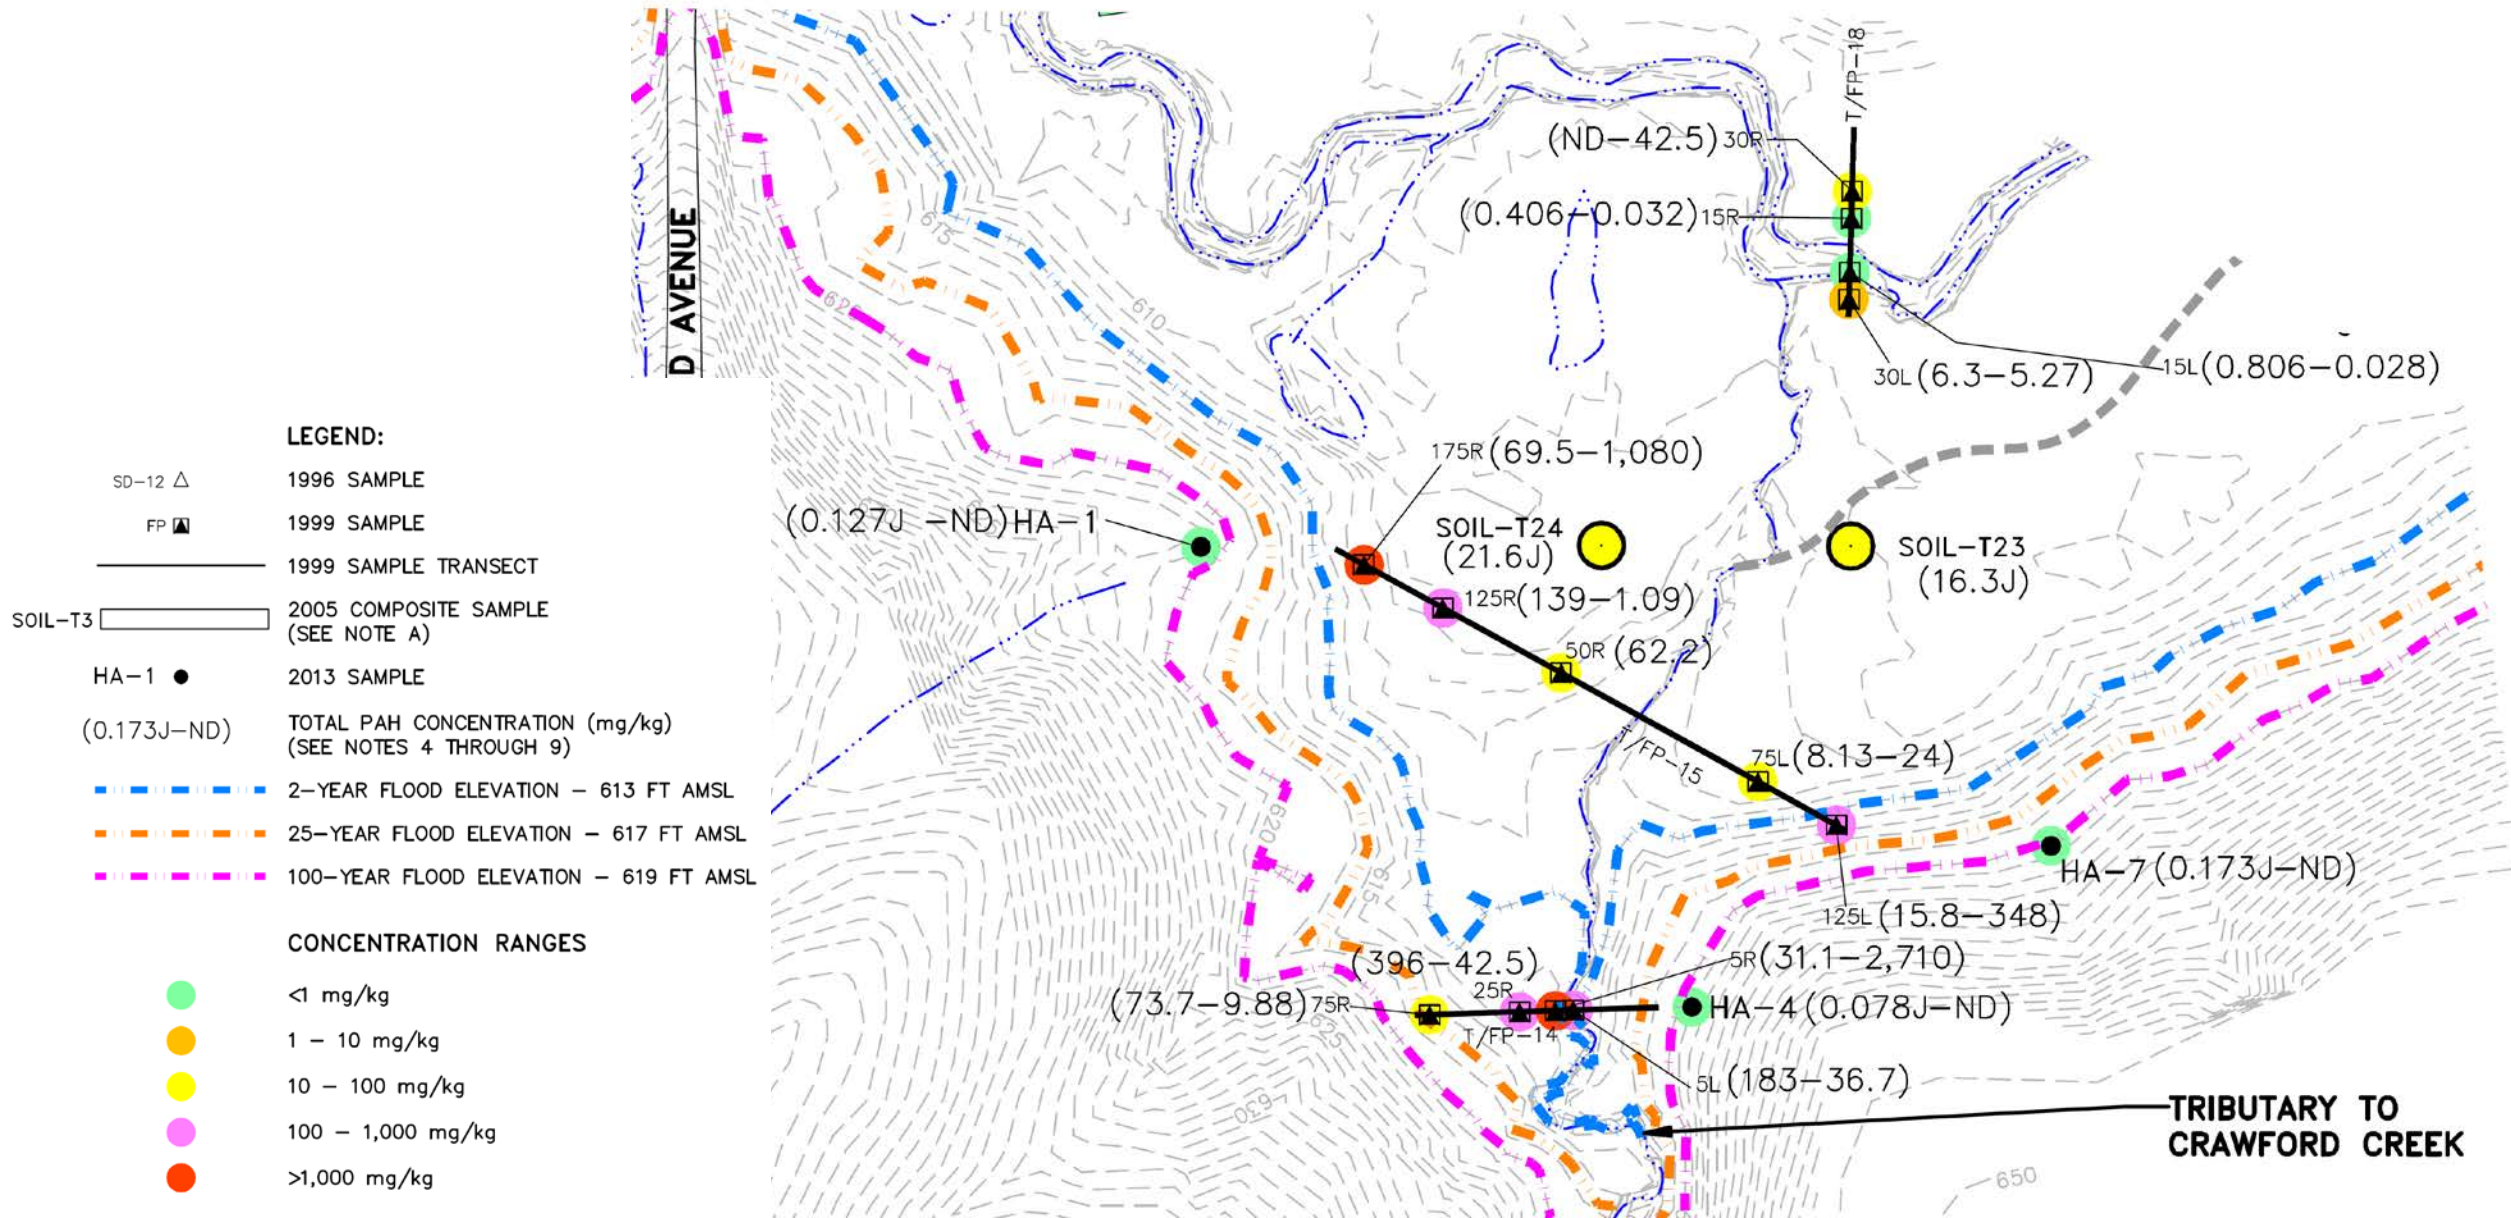 T/FP-18
(ND-42.5) 30R
(0.406-0.032) 15R
D AVENUE
615
620
610
30L (6.3-5.27)
15L (0.806-0.028)
LEGEND:
SD-12
1996 SAMPLE
FP
1999 SAMPLE
1999 SAMPLE TRANSECT
SOIL-T3
2005 COMPOSITE SAMPLE
(SEE NOTE A)
HA-1
2013 SAMPLE
(0.173J-ND)
TOTAL PAH CONCENTRATION (mg/kg)
(SEE NOTES 4 THROUGH 9)
2-YEAR FLOOD ELEVATION - 613 FT AMSL
25-YEAR FLOOD ELEVATION - 617 FT AMSL
100-YEAR FLOOD ELEVATION - 619 FT AMSL
CONCENTRATION RANGES
<1 mg/kg
1 - 10 mg/kg
10 - 100 mg/kg
100 - 1,000 mg/kg
>1,000 mg/kg
175R (69.5-1,080)
(0.127J -ND) HA-1
SOIL-T24
(21.6J)
SOIL-T23
(16.3J)
125R (139-1.09)
50R (62.2)
T/FP-15
75L (8.13-24)
620
615
HA-7 (0.173J-ND)
125L (15.8-348)
(396-42.5)
25R
5R (31.1-2,710)
(73.7-9.88) 75R
HA-4 (0.078J-ND)
T/FP-14
625
5L (183-36.7)
630
TRIBUTARY TO
CRAWFORD CREEK
650